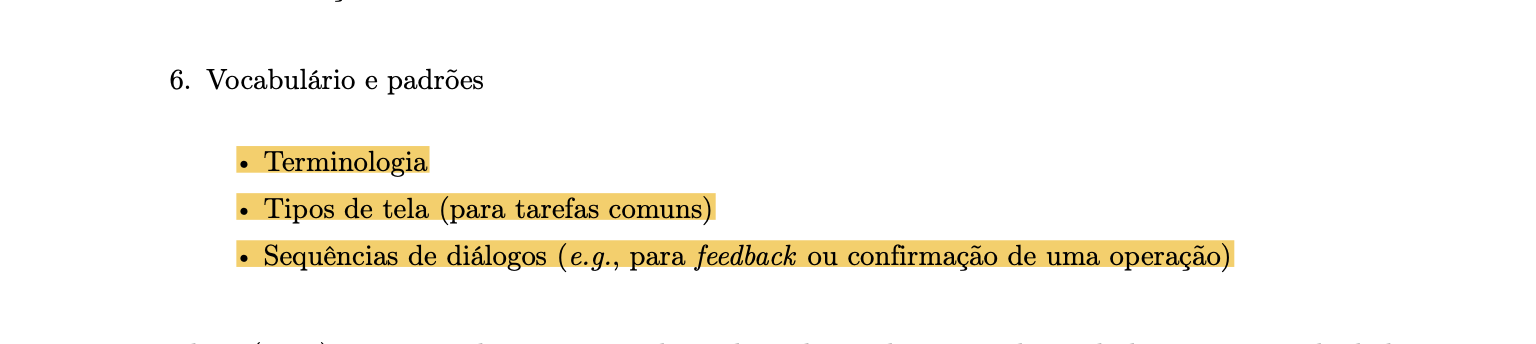 6. Vocabulário e padrões
• Terminologia
• Tipos de tela (para tarefas comuns)
• Sequências de diálogos (e.g., para feedback ou confirmação de uma operação)